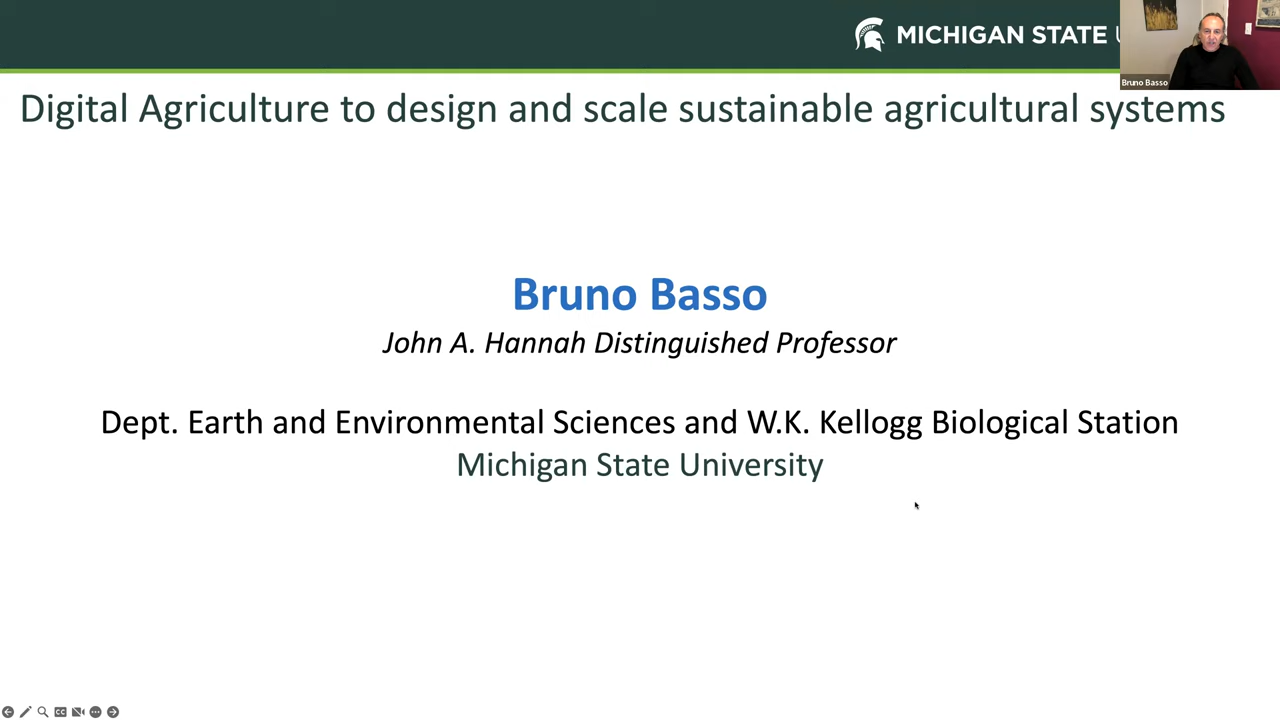 MICHIGAN STATE U
Bruno Basso
Digital Agriculture to design and scale sustainable agricultural systems
Bruno Basso
John A. Hannah Distinguished Professor
Dept. Earth and Environmental Sciences and W.K. Kellogg Biological Station
Michigan State University
CC